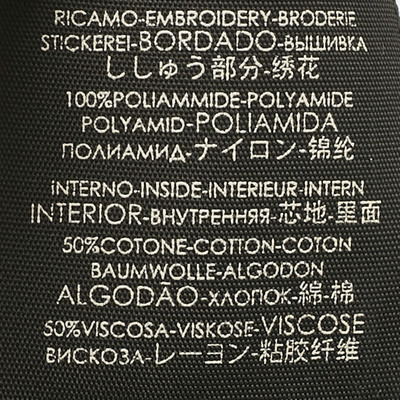 RICAMO-EMBROIDERY-BRODERIE
STICKEREI-BORDADO-ВЫШИВКА
ししゅう部分-绣花
100%POLIAMMIDE-POLYAMIDE
POLYAMID-POLIAMIDA
ПОЛИАМИД-ナイロン-锦纶
INTERNO-INSIDE-INTERIEUR-INTERN
INTERIOR-ВНУТРЕННЯЯ-芯地-里面
50%COTONE-COTTON-COTON
BAUMWOLLE-ALGODON
ALGODÃO-ХЛОПОК-綿-棉
50%VISCOSA-VISKOSE-VISCOSE
ВИСКОЗА-レーヨン-粘胶纤维